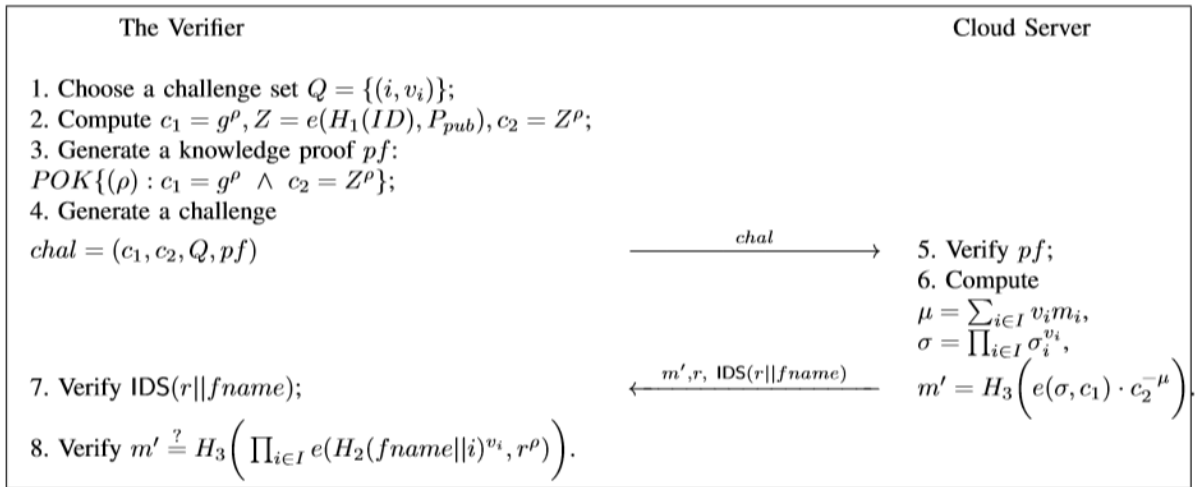 The Verifier Cloud Server
1. Choose a challenge set Q = {(i, v_i)};
2. Compute c_1 = g^ρ, Z = e(H_1(ID), P_{pub}), c_2 = Z^ρ;
3. Generate a knowledge proof pf:
POK{(ρ) : c_1 = g^ρ ∧ c_2 = Z^ρ};
4. Generate a challenge
chal = (c_1, c_2, Q, pf)
chal
5. Verify pf;
6. Compute
μ = ∑_{i∈I} v_i m_i,
σ = ∏_{i∈I} σ_i^{v_i},
m′ = H_3(e(σ, c_1) · c_2^{-μ}).
m′,r, IDS(r||fname)
7. Verify IDS(r||fname);
8. Verify m′ ≟ H_3(∏_{i∈I} e(H_2(fname||i)^{v_i}, r^ρ)).